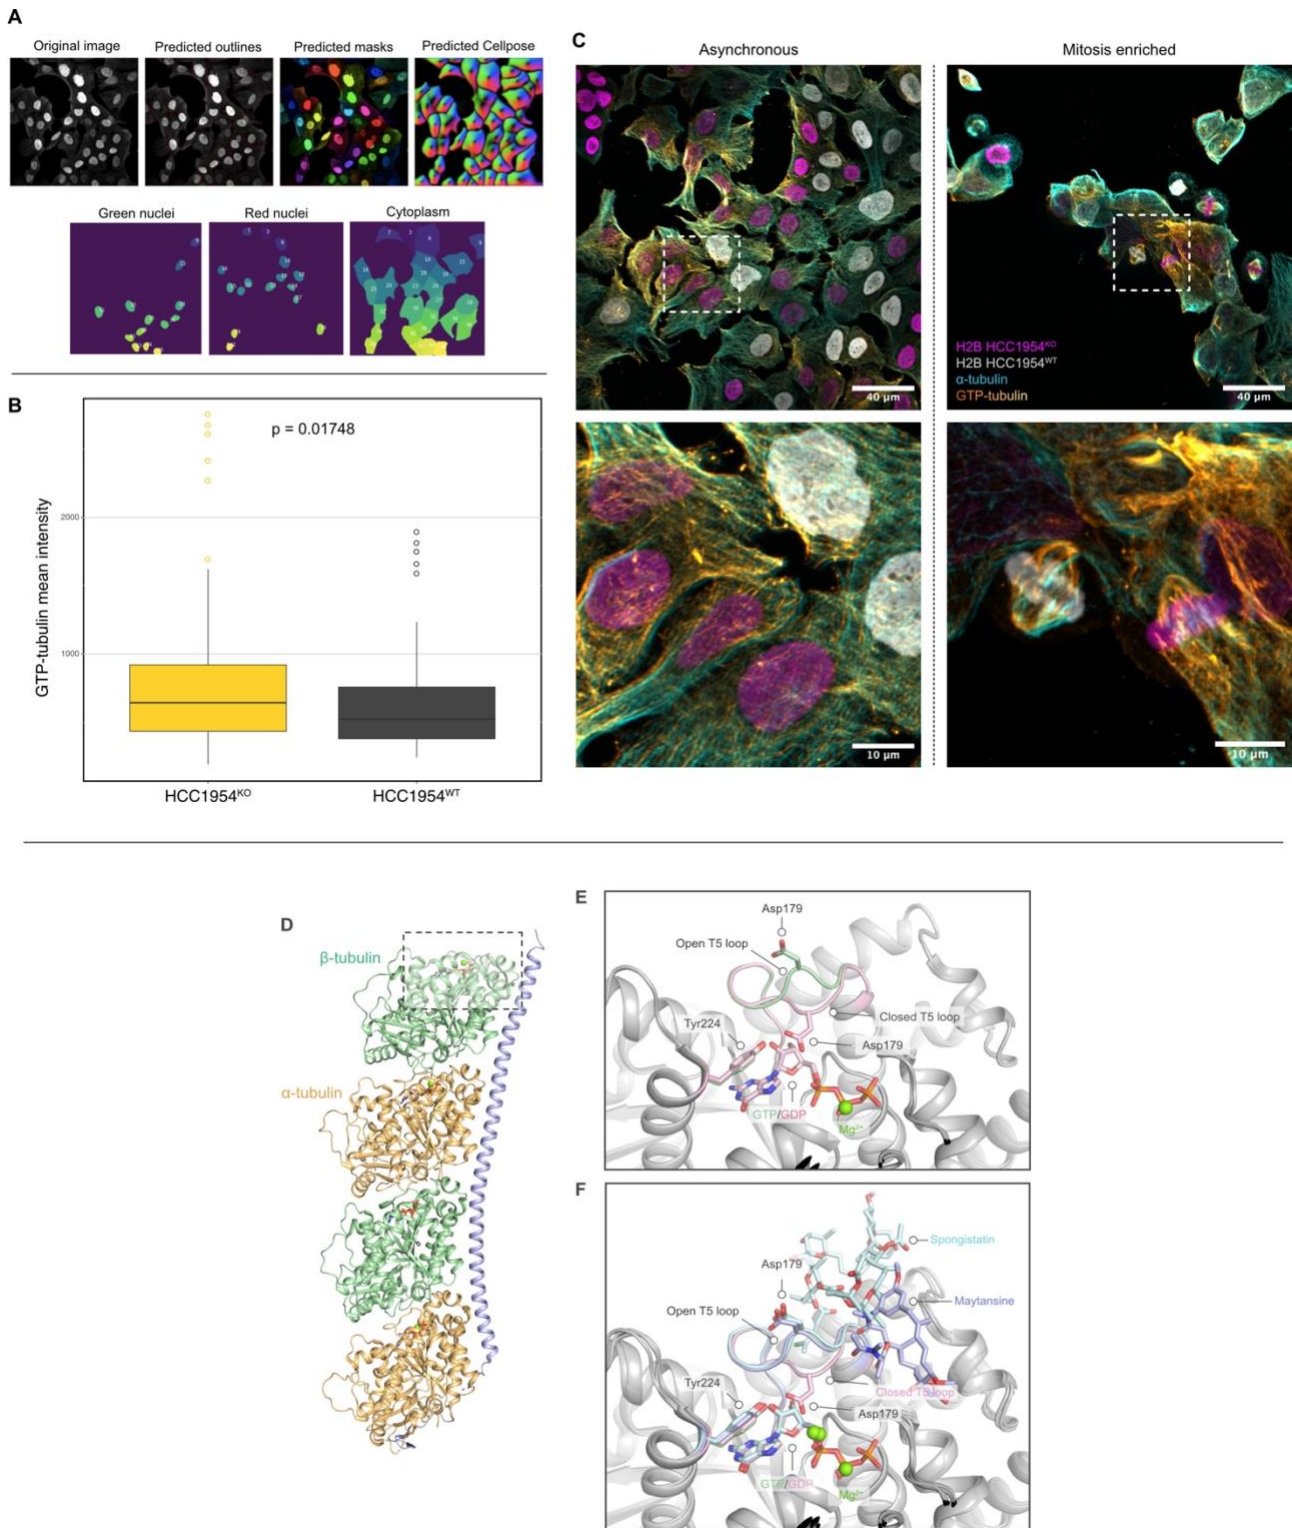 A
Original image
Predicted outlines
Predicted masks
Predicted Cellpose
Green nuclei
Red nuclei
Cytoplasm
B
p = 0.01748
GTP-tubulin mean intensity
2000
1000
HCC1954ᴷᴼ
HCC1954ᵂᵀ
C
Asynchronous
Mitosis enriched
H2B HCC1954ᴷᴼ
H2B HCC1954ᵂᵀ
α-tubulin
GTP-tubulin
40 µm
40 µm
10 µm
10 µm
D
β-tubulin
α-tubulin
E
Asp179
Open T5 loop
Closed T5 loop
Tyr224
Asp179
GTP/GDP
Mg²⁺
F
Spongistatin
Asp179
Maytansine
Open T5 loop
Tyr224
Closed T5 loop
Asp179
GTP/GDP
Mg²⁺